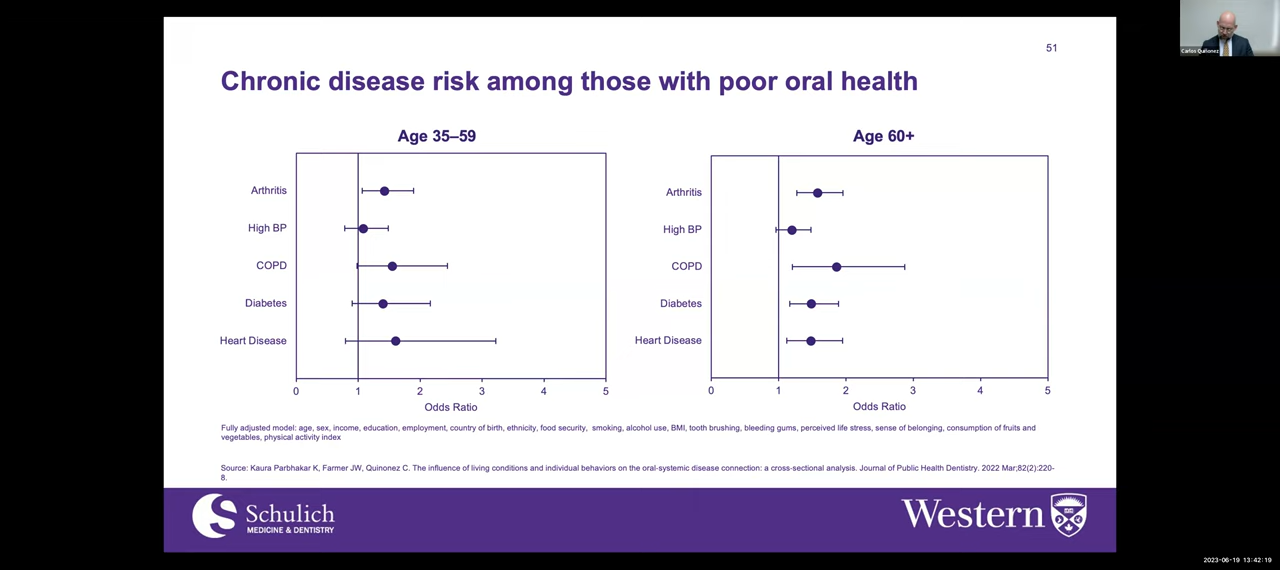 51
Chronic disease risk among those with poor oral health
Age 35–59
Arthritis
High BP
COPD
Diabetes
Heart Disease
0 1 2 3 4 5
Odds Ratio
Age 60+
Arthritis
High BP
COPD
Diabetes
Heart Disease
0 1 2 3 4 5
Odds Ratio
Fully adjusted model: age, sex, income, education, employment, country of birth, ethnicity, food security, smoking, alcohol use, BMI, tooth brushing, bleeding gums, perceived life stress, sense of belonging, consumption of fruits and
vegetables, physical activity index
Source: Kaura Parbhakar K, Farmer JW, Quinonez C. The influence of living conditions and individual behaviors on the oral-systemic disease connection: a cross-sectional analysis. Journal of Public Health Dentistry. 2022 Mar;82(2):220-
8.
Schulich
MEDICINE & DENTISTRY
Western
Carlos Quiñonez
2023-06-19 13:42:19